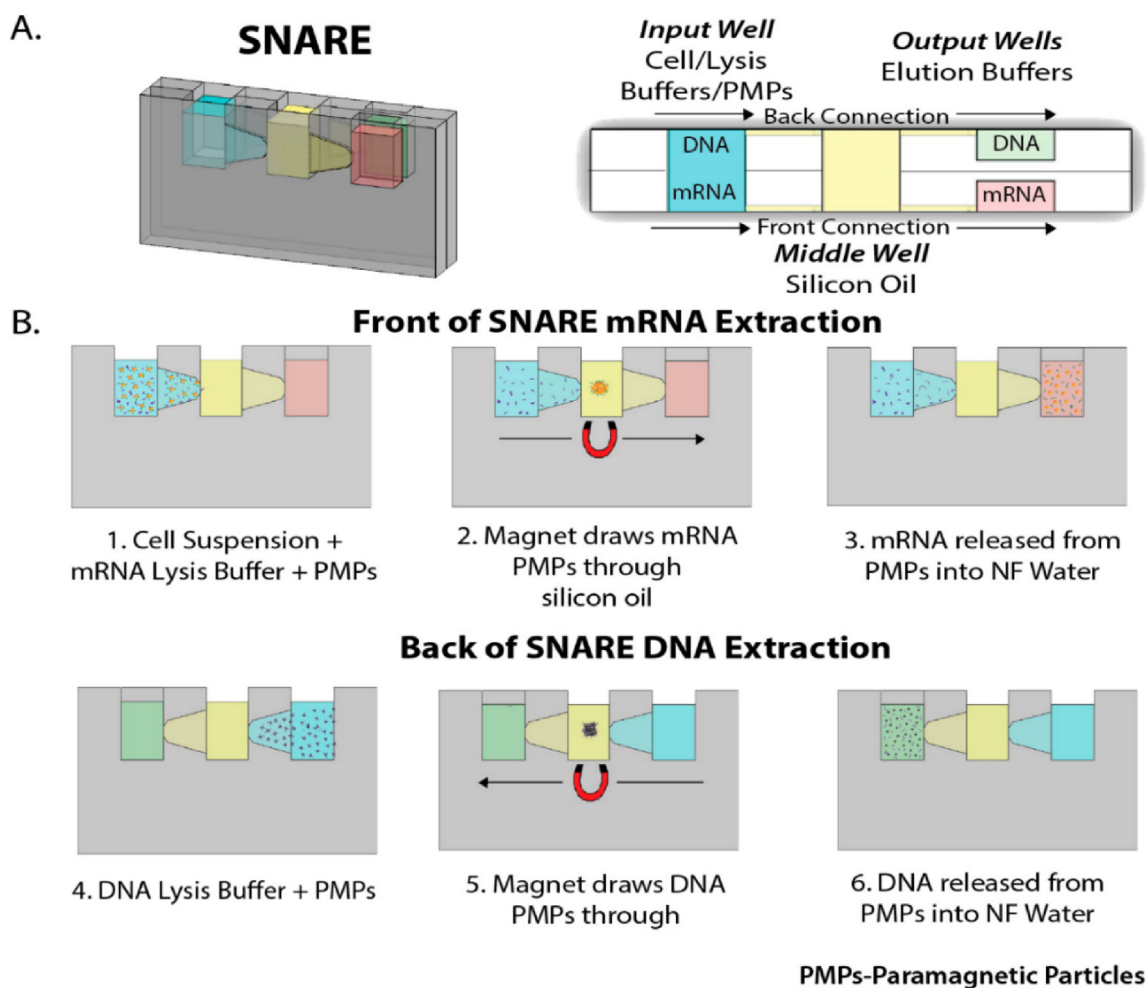 A.
SNARE
Input Well
Cell/Lysis
Buffers/PMPs
Output Wells
Elution Buffers
Back Connection
DNA
DNA
mRNA
mRNA
Front Connection
Middle Well
Silicon Oil
B.
Front of SNARE mRNA Extraction
1. Cell Suspension +
mRNA Lysis Buffer + PMPs
2. Magnet draws mRNA
PMPs through
silicon oil
3. mRNA released from
PMPs into NF Water
Back of SNARE DNA Extraction
4. DNA Lysis Buffer + PMPs
5. Magnet draws DNA
PMPs through
6. DNA released from
PMPs into NF Water
PMPs-Paramagnetic Particles